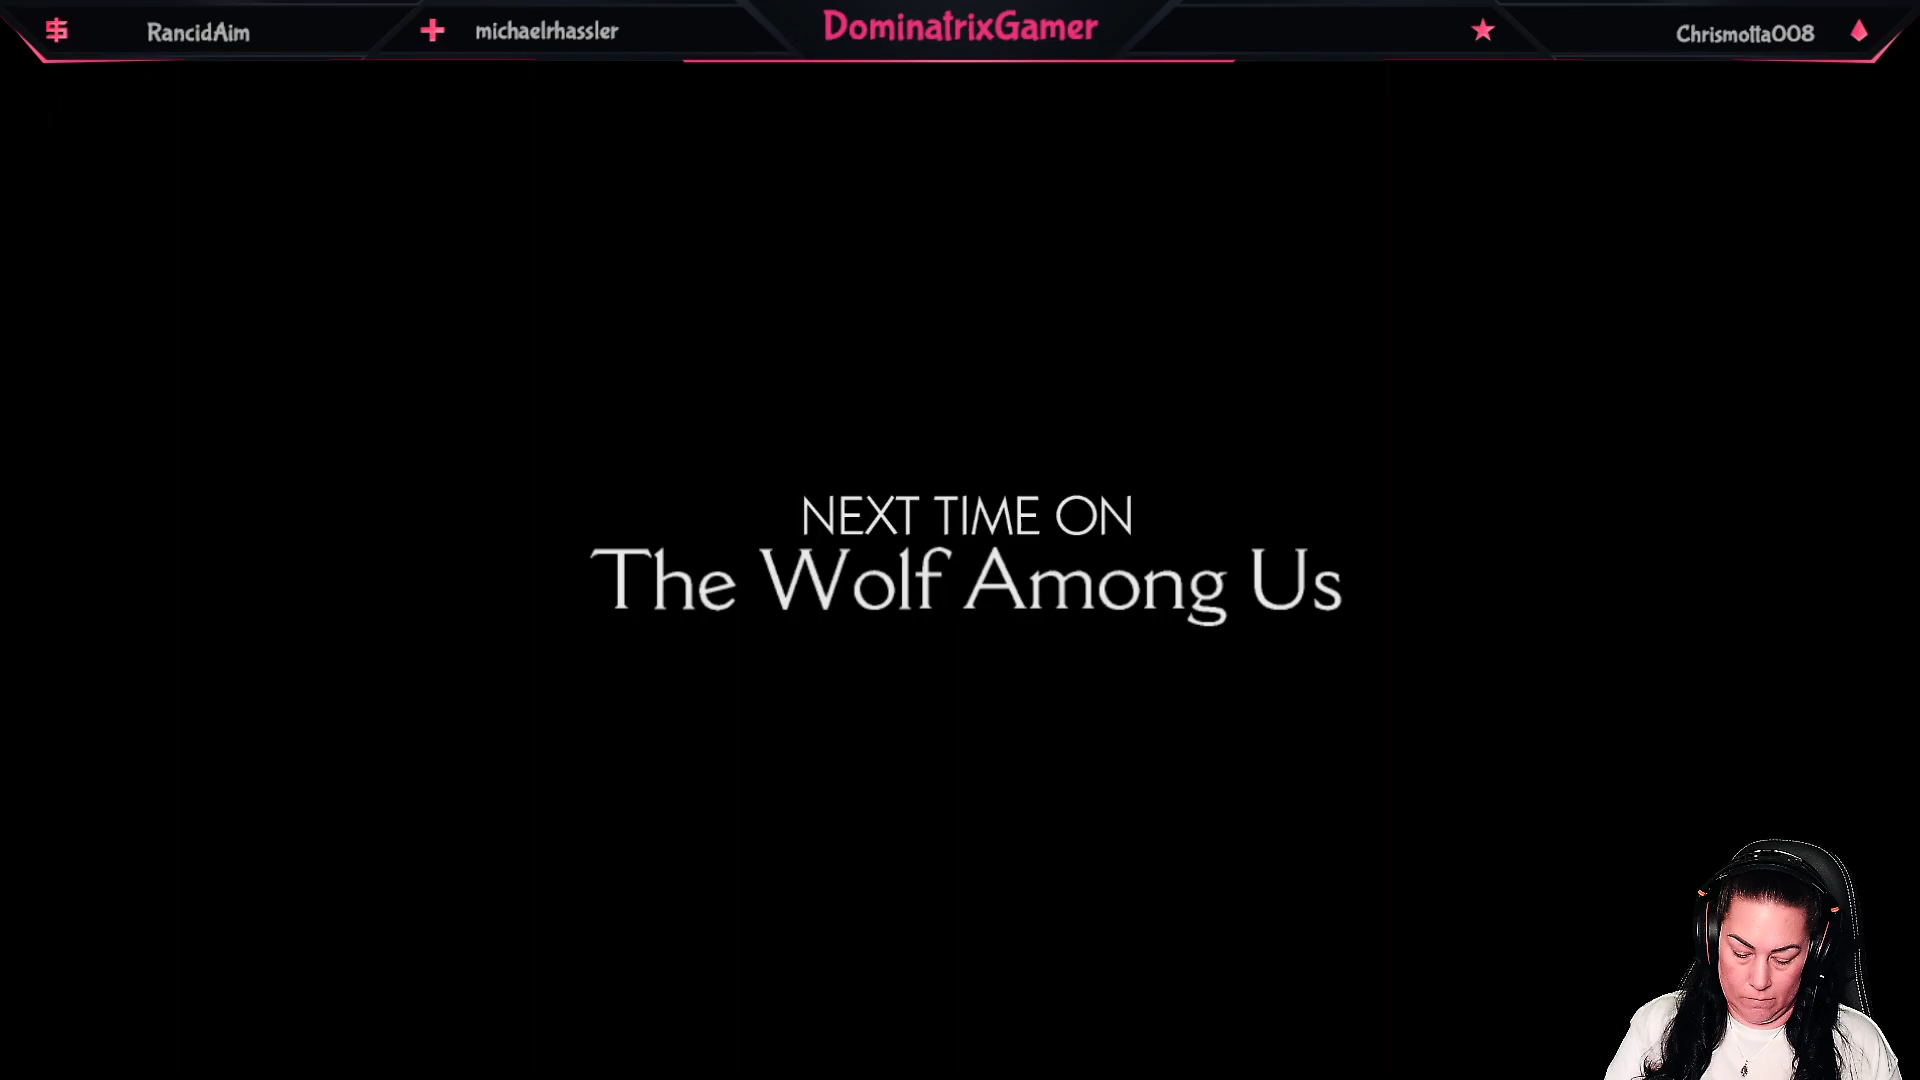 RancidAim
michaelrhassler
DominatrixGamer
Chrismotta008
NEXT TIME ON
The Wolf Among Us